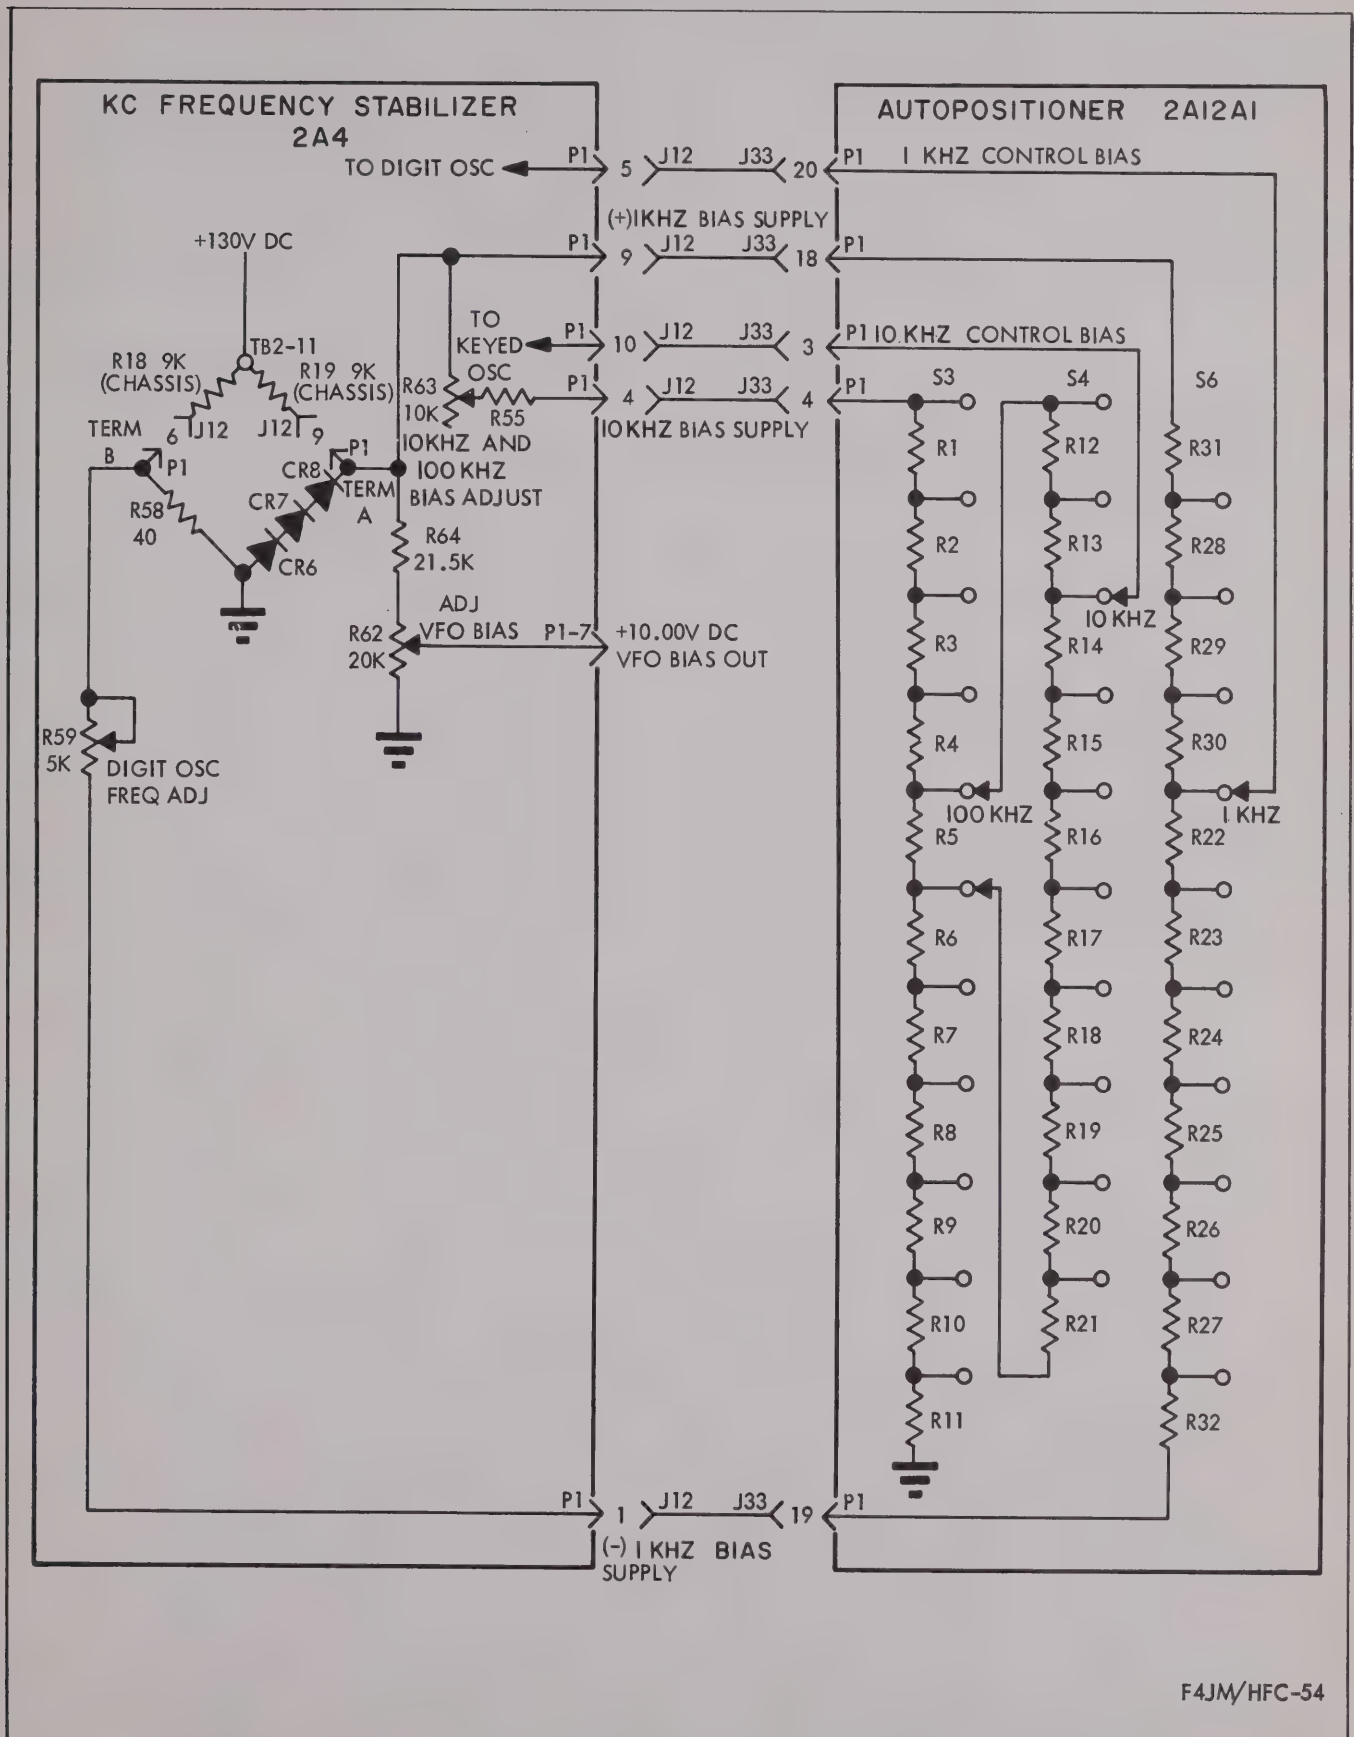 KC FREQUENCY STABILIZER
2A4
AUTOPOSITIONER 2A12A1
TO DIGIT OSC
P1
5
J12
J33
20
P1
1 KHZ CONTROL BIAS
(+)1KHZ BIAS SUPPLY
P1
9
J12
J33
18
P1
+130V DC
TO
KEYED
OSC
P1
10
J12
J33
3
P1
10 KHZ CONTROL BIAS
TB2-11
R18 9K
(CHASSIS)
R19 9K
(CHASSIS)
R63
10K
R55
P1
4
J12
J33
4
P1
10KHZ BIAS SUPPLY
S3
S4
S6
TERM
B
6
J12
J12
9
P1
P1
10KHZ AND
100 KHZ
BIAS ADJUST
CR8
TERM
A
CR7
CR6
R58
40
R64
21.5K
ADJ
VFO BIAS
P1-7
+10.00V DC
VFO BIAS OUT
R62
20K
R59
5K
DIGIT OSC
FREQ ADJ
R1
R12
R31
R2
R13
R28
10 KHZ
R3
R14
R29
R4
R15
R30
100 KHZ
1 KHZ
R5
R16
R22
R6
R17
R23
R7
R18
R24
R8
R19
R25
R9
R20
R26
R10
R21
R27
R11
R32
P1
1
J12
J33
19
P1
(-) 1 KHZ BIAS
SUPPLY
F4JM/HFC-54